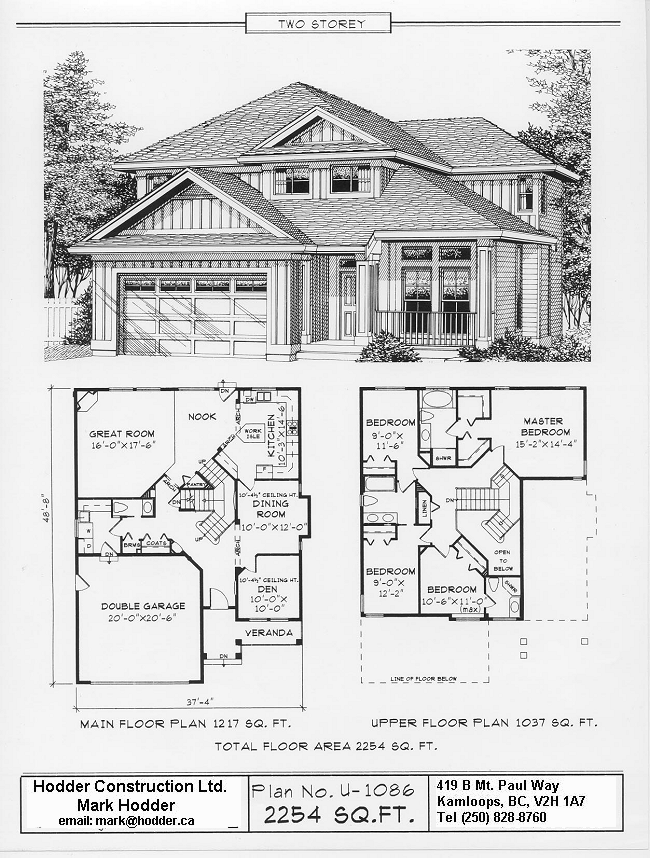 TWO STOREY
GREAT ROOM
16'-0"X17'-6"
NOOK
DN
DW
WORK
ISLE
KITCHEN
10'-3"X14'-6"
F
PANTRY
UP
10'-4½" CEILING HT.
DINING
ROOM
10'-0"X12'-0"
W
D
DN
BRMS
COATS
UP
10'-4½" CEILING HT.
DEN
10'-0"X
10'-0"
DOUBLE GARAGE
20'-0"X20'-6"
VERANDA
DN
48'-8"
37'-4"
MAIN FLOOR PLAN 1217 SQ. FT.
BEDROOM
9'-0"X
11'-6"
SHWR
MASTER
BEDROOM
15'-2"X14'-4"
LINEN
DN
OPEN
TO
BELOW
BEDROOM
9'-0"X
12'-2"
BEDROOM
10'-6"X11'-0"
(max)
SHWR
LINE OF FLOOR BELOW
UPPER FLOOR PLAN 1037 SQ. FT.
TOTAL FLOOR AREA 2254 SQ. FT.
Hodder Construction Ltd.
Mark Hodder
email: mark@hodder.ca
Plan No. U-1086
2254 SQ.FT.
419 B Mt. Paul Way
Kamloops, BC, V2H 1A7
Tel (250) 828-8760